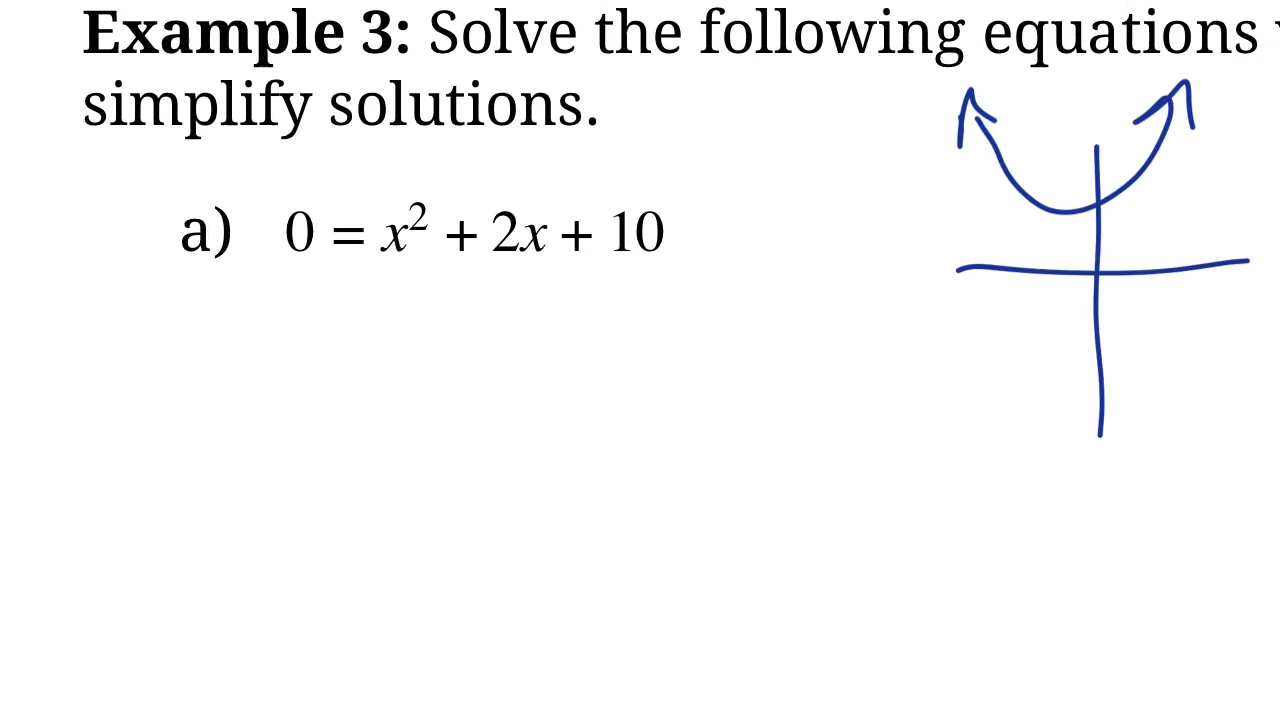 Example 3: Solve the following equations
simplify solutions.
a) 0 = x² + 2x + 10